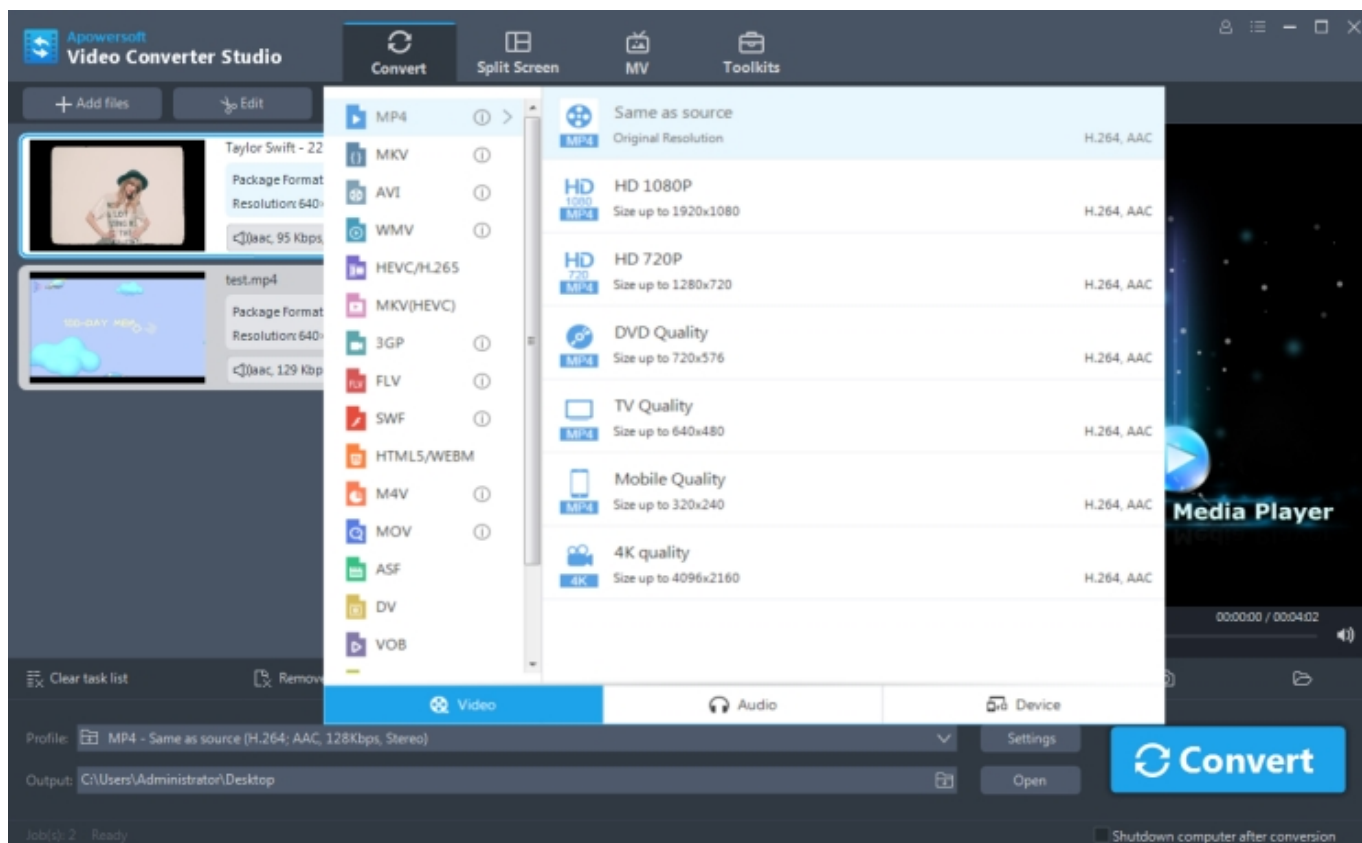 Apowersoft
Video Converter Studio
Convert
Split Screen
MV
Toolkits
Add files
Edit
Taylor Swift - 22
Package Format
Resolution: 640
aac, 95 Kbps,
test.mp4
Package Format
Resolution: 640
aac, 129 Kbp
MP4
MKV
AVI
WMV
HEVC/H.265
MKV(HEVC)
3GP
FLV
SWF
HTML5/WEBM
M4V
MOV
ASF
DV
VOB
MP4
Same as source
Original Resolution
H.264, AAC
HD
1080
MP4
HD 1080P
Size up to 1920x1080
H.264, AAC
HD
720
MP4
HD 720P
Size up to 1280x720
H.264, AAC
MP4
DVD Quality
Size up to 720x576
H.264, AAC
MP4
TV Quality
Size up to 640x480
H.264, AAC
MP4
Mobile Quality
Size up to 320x240
H.264, AAC
4K
4K quality
Size up to 4096x2160
H.264, AAC
Video
Audio
Device
Media Player
00:00:00 / 00:04:02
Clear task list
Remove
Profile: MP4 - Same as source (H.264; AAC, 128Kbps, Stereo)
Settings
Convert
Output: C:\Users\Administrator\Desktop
Open
Job(s): 2 Ready
Shutdown computer after conversion